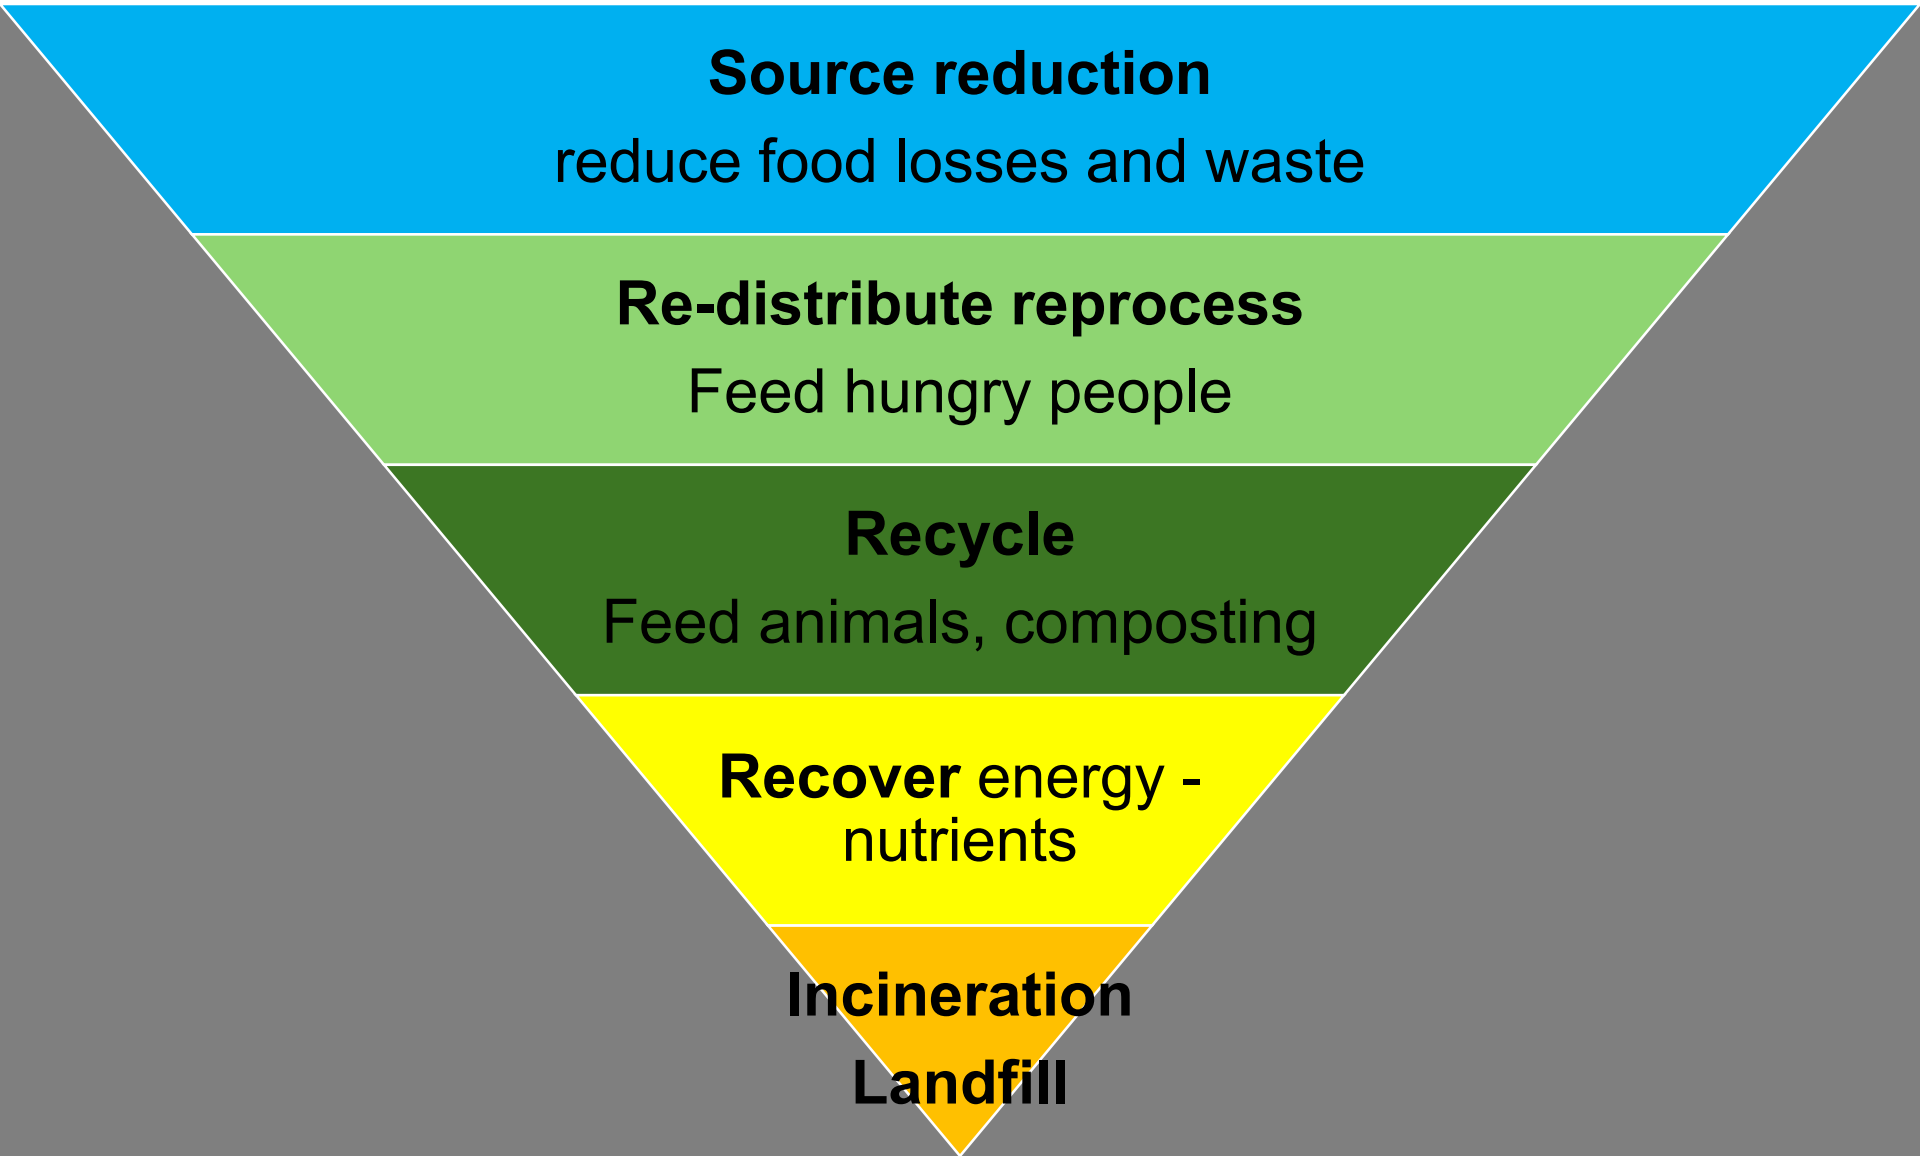 Source reduction
reduce food losses and waste
Re-distribute reprocess
Feed hungry people
Recycle
Feed animals, composting
Recover energy -
nutrients
Incineration
Landfill